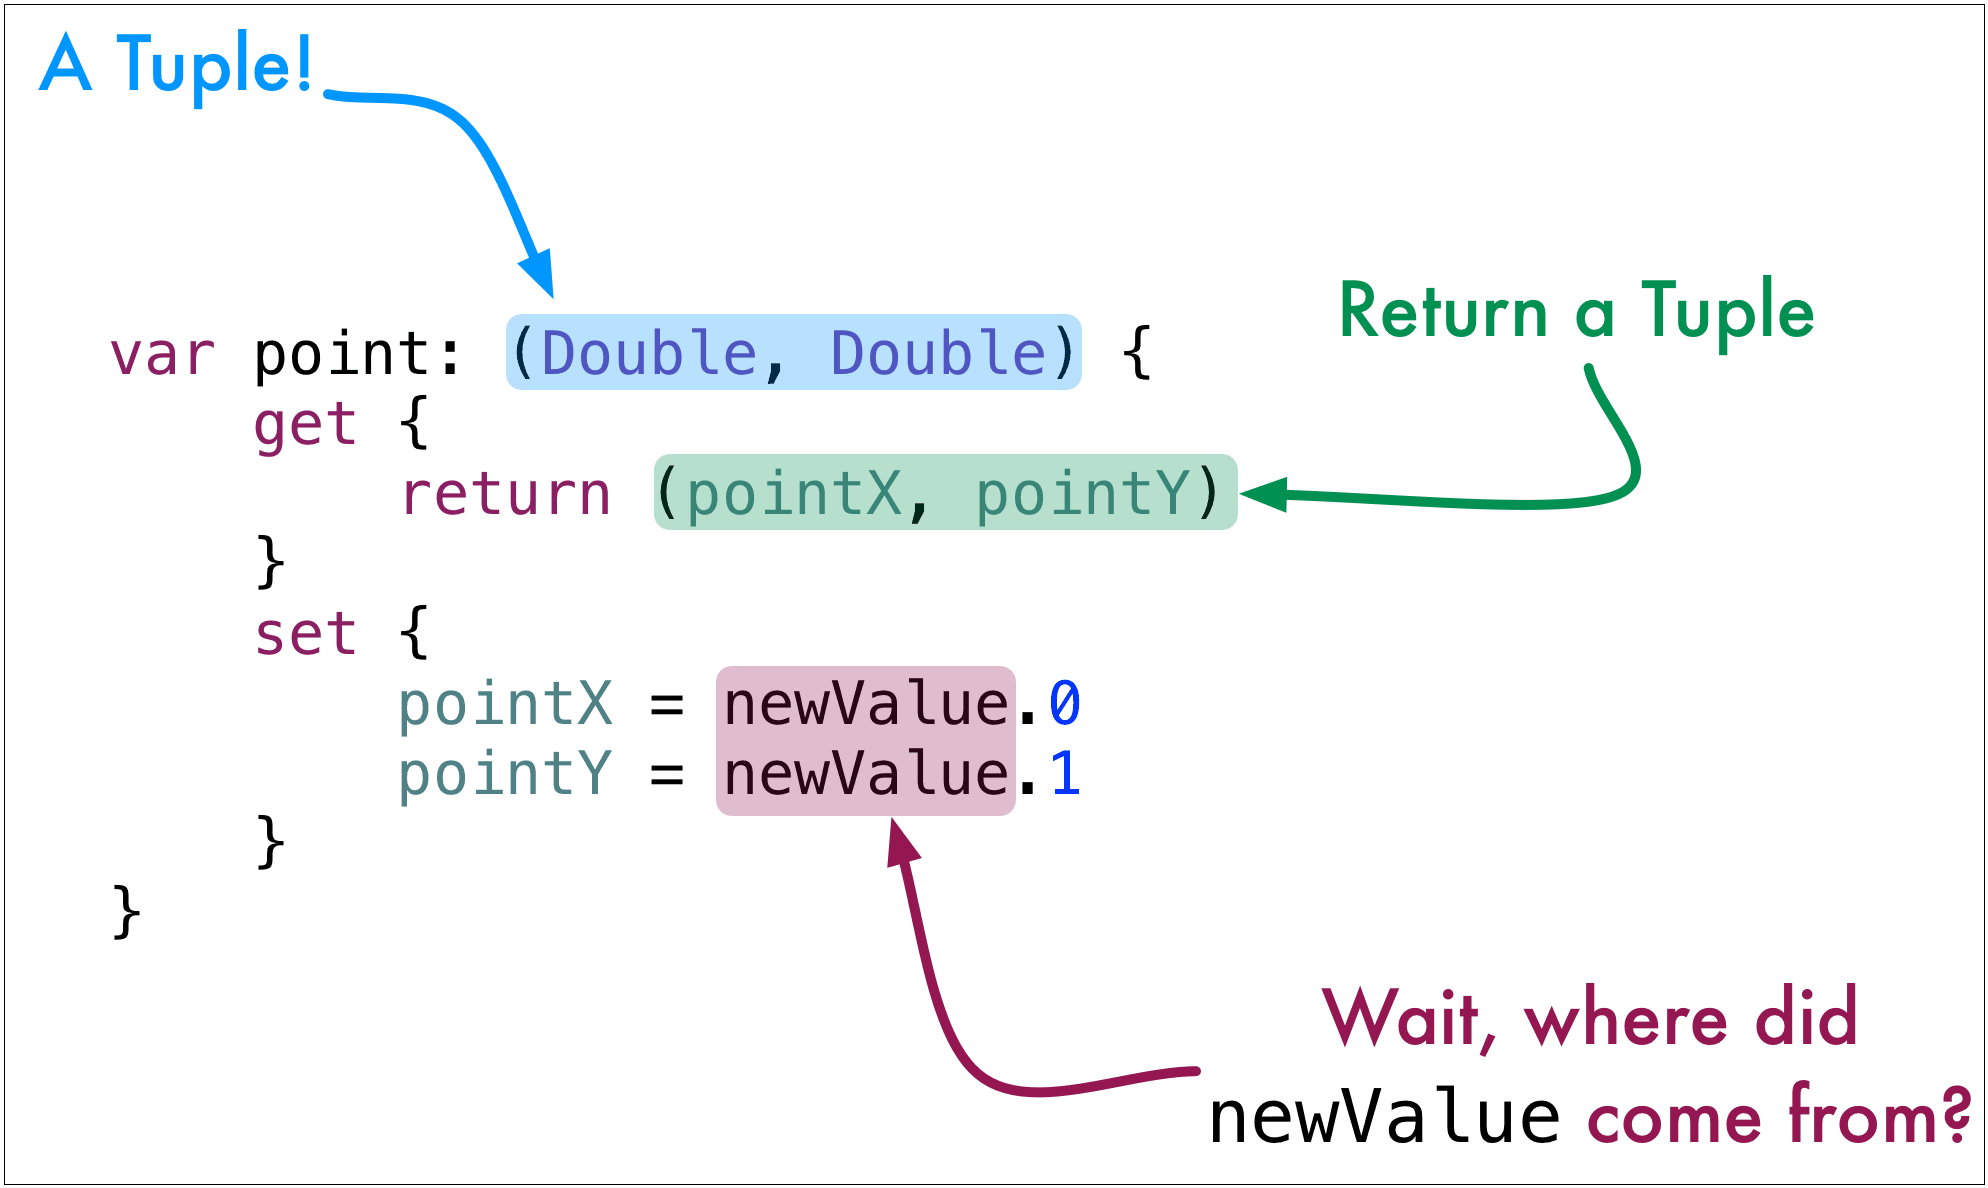 A Tuple!
Return a Tuple
var point: (Double, Double) {
    get {
        return (pointX, pointY)
    }
    set {
        pointX = newValue.0
        pointY = newValue.1
    }
}
Wait, where did
newValue come from?